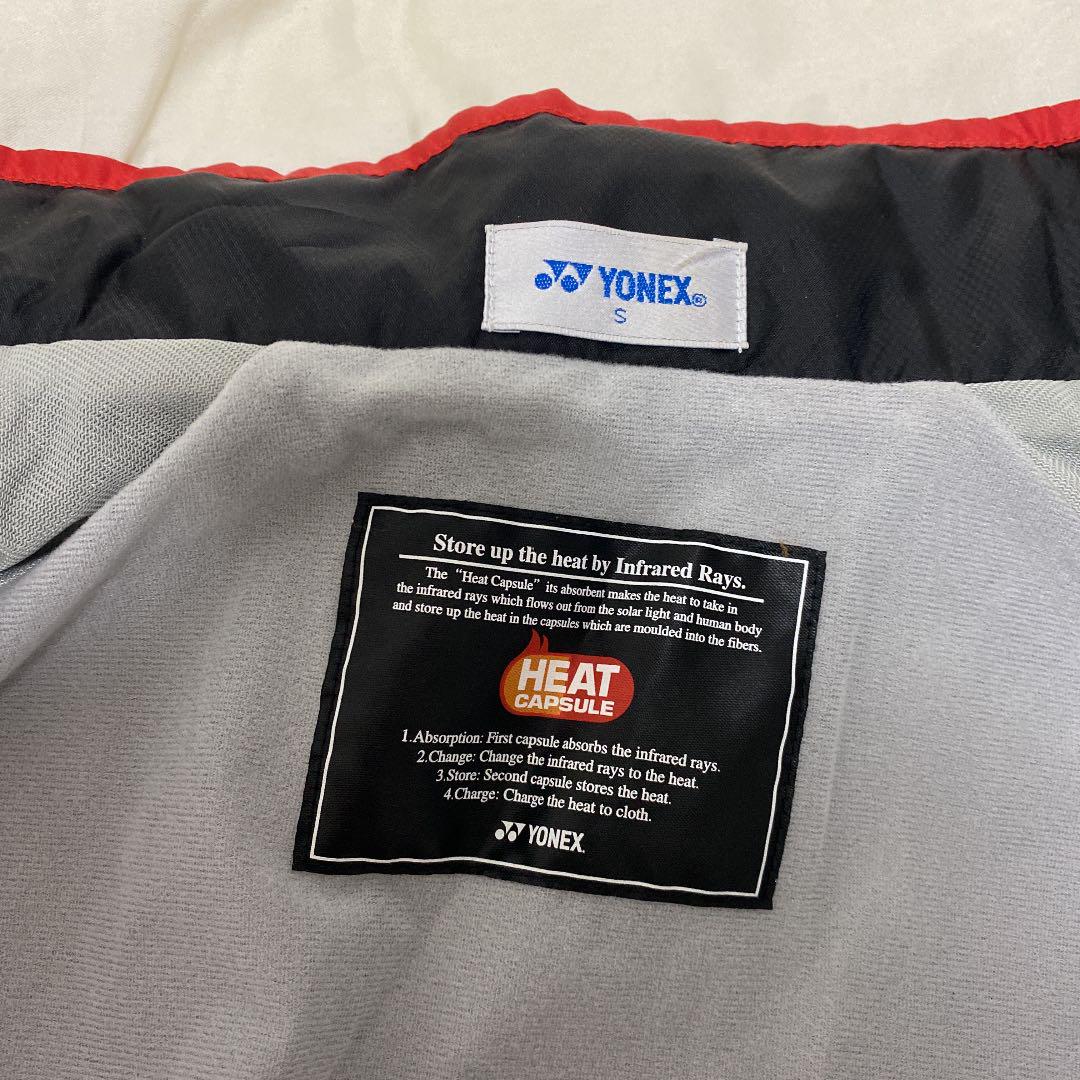 YONEX®
S
Store up the heat by Infrared Rays.
The “Heat Capsule” its absorbent makes the heat to take in
the infrared rays which flows out from the solar light and human body
and store up the heat in the capsules which are moulded into the fibers.
HEAT
CAPSULE
1.Absorption: First capsule absorbs the infrared rays.
2.Change: Change the infrared rays to the heat.
3.Store: Second capsule stores the heat.
4.Charge: Charge the heat to cloth.
YONEX.